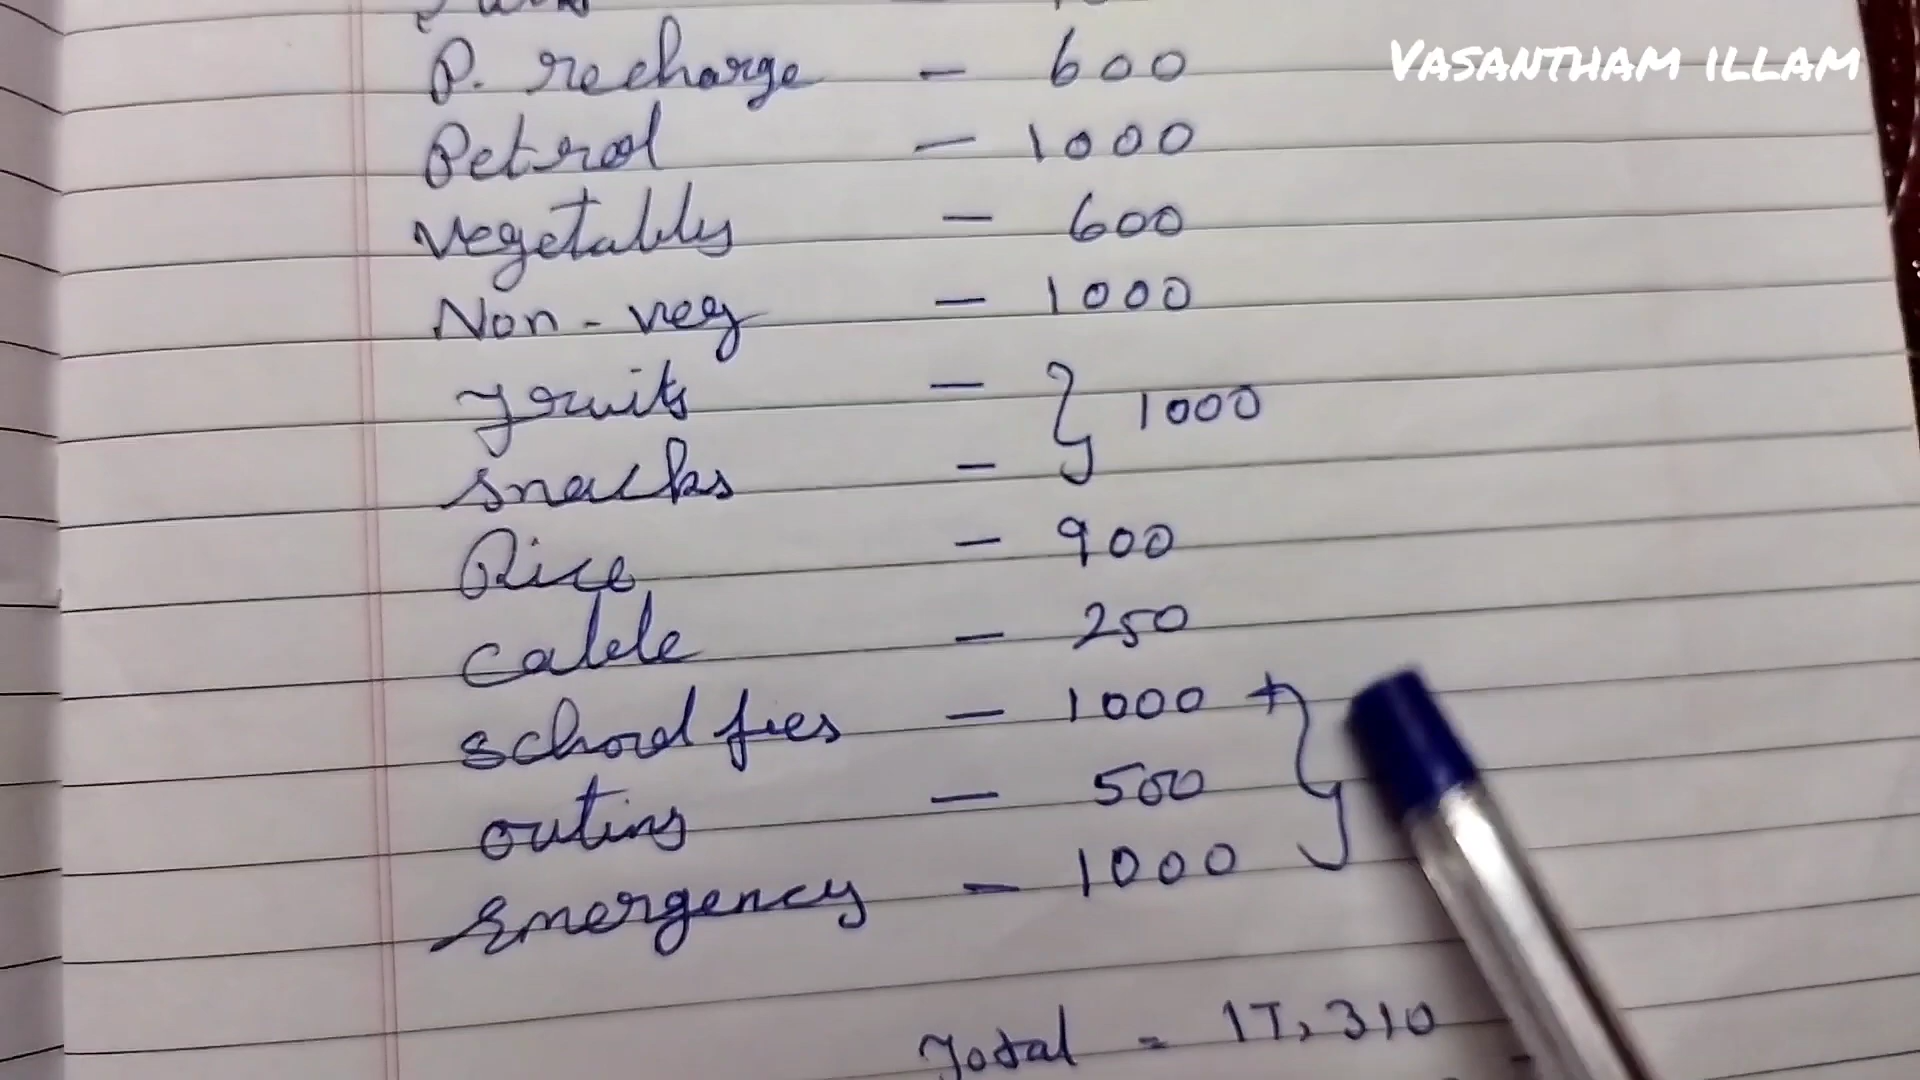 VASANTHAM ILLAM
P. recharge - 600
Petrol - 1000
Vegetables - 600
Non-veg - 1000
Fruits -
Snacks - } 1000
Rice - 900
Cable - 250
School fees - 1000 +
Outing - 500 }
Emergency - 1000
Total = 17,310